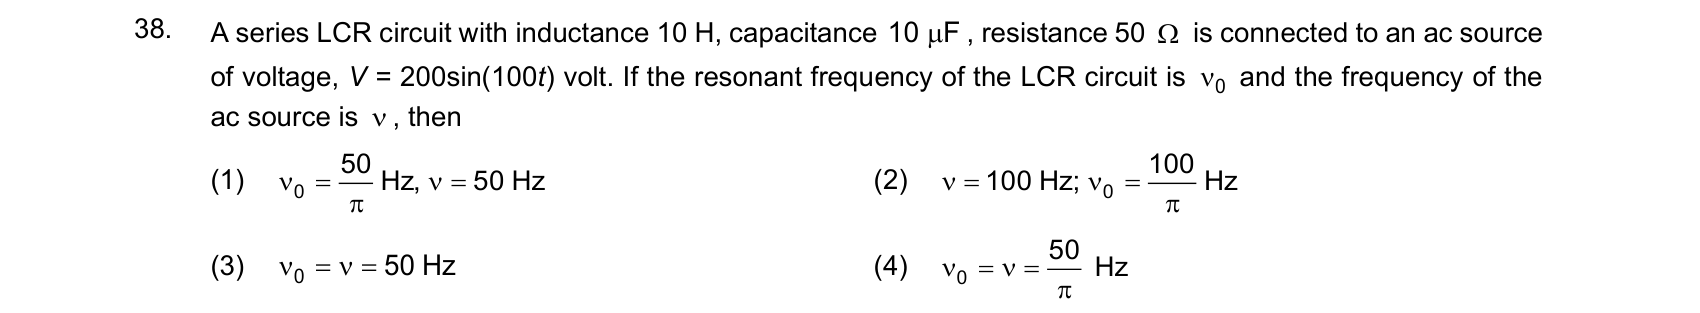 38. A series LCR circuit with inductance 10 H, capacitance 10 μF , resistance 50 Ω is connected to an ac source
of voltage, V = 200sin(100t) volt. If the resonant frequency of the LCR circuit is ν₀ and the frequency of the
ac source is ν , then
(1) ν₀ = 50/π Hz, ν = 50 Hz
(2) ν = 100 Hz; ν₀ = 100/π Hz
(3) ν₀ = ν = 50 Hz
(4) ν₀ = ν = 50/π Hz